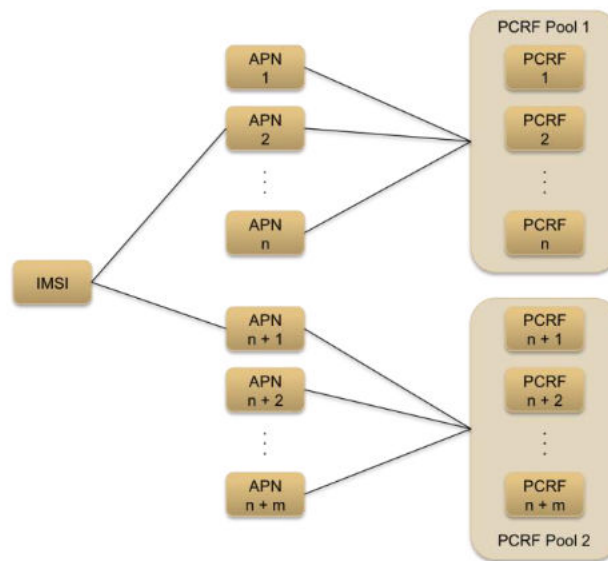 PCRF Pool 1
APN
1
PCRF
1
APN
2
PCRF
2
APN
n
PCRF
n
IMSI
APN
n + 1
PCRF
n + 1
APN
n + 2
PCRF
n + 2
APN
n + m
PCRF
n + m
PCRF Pool 2